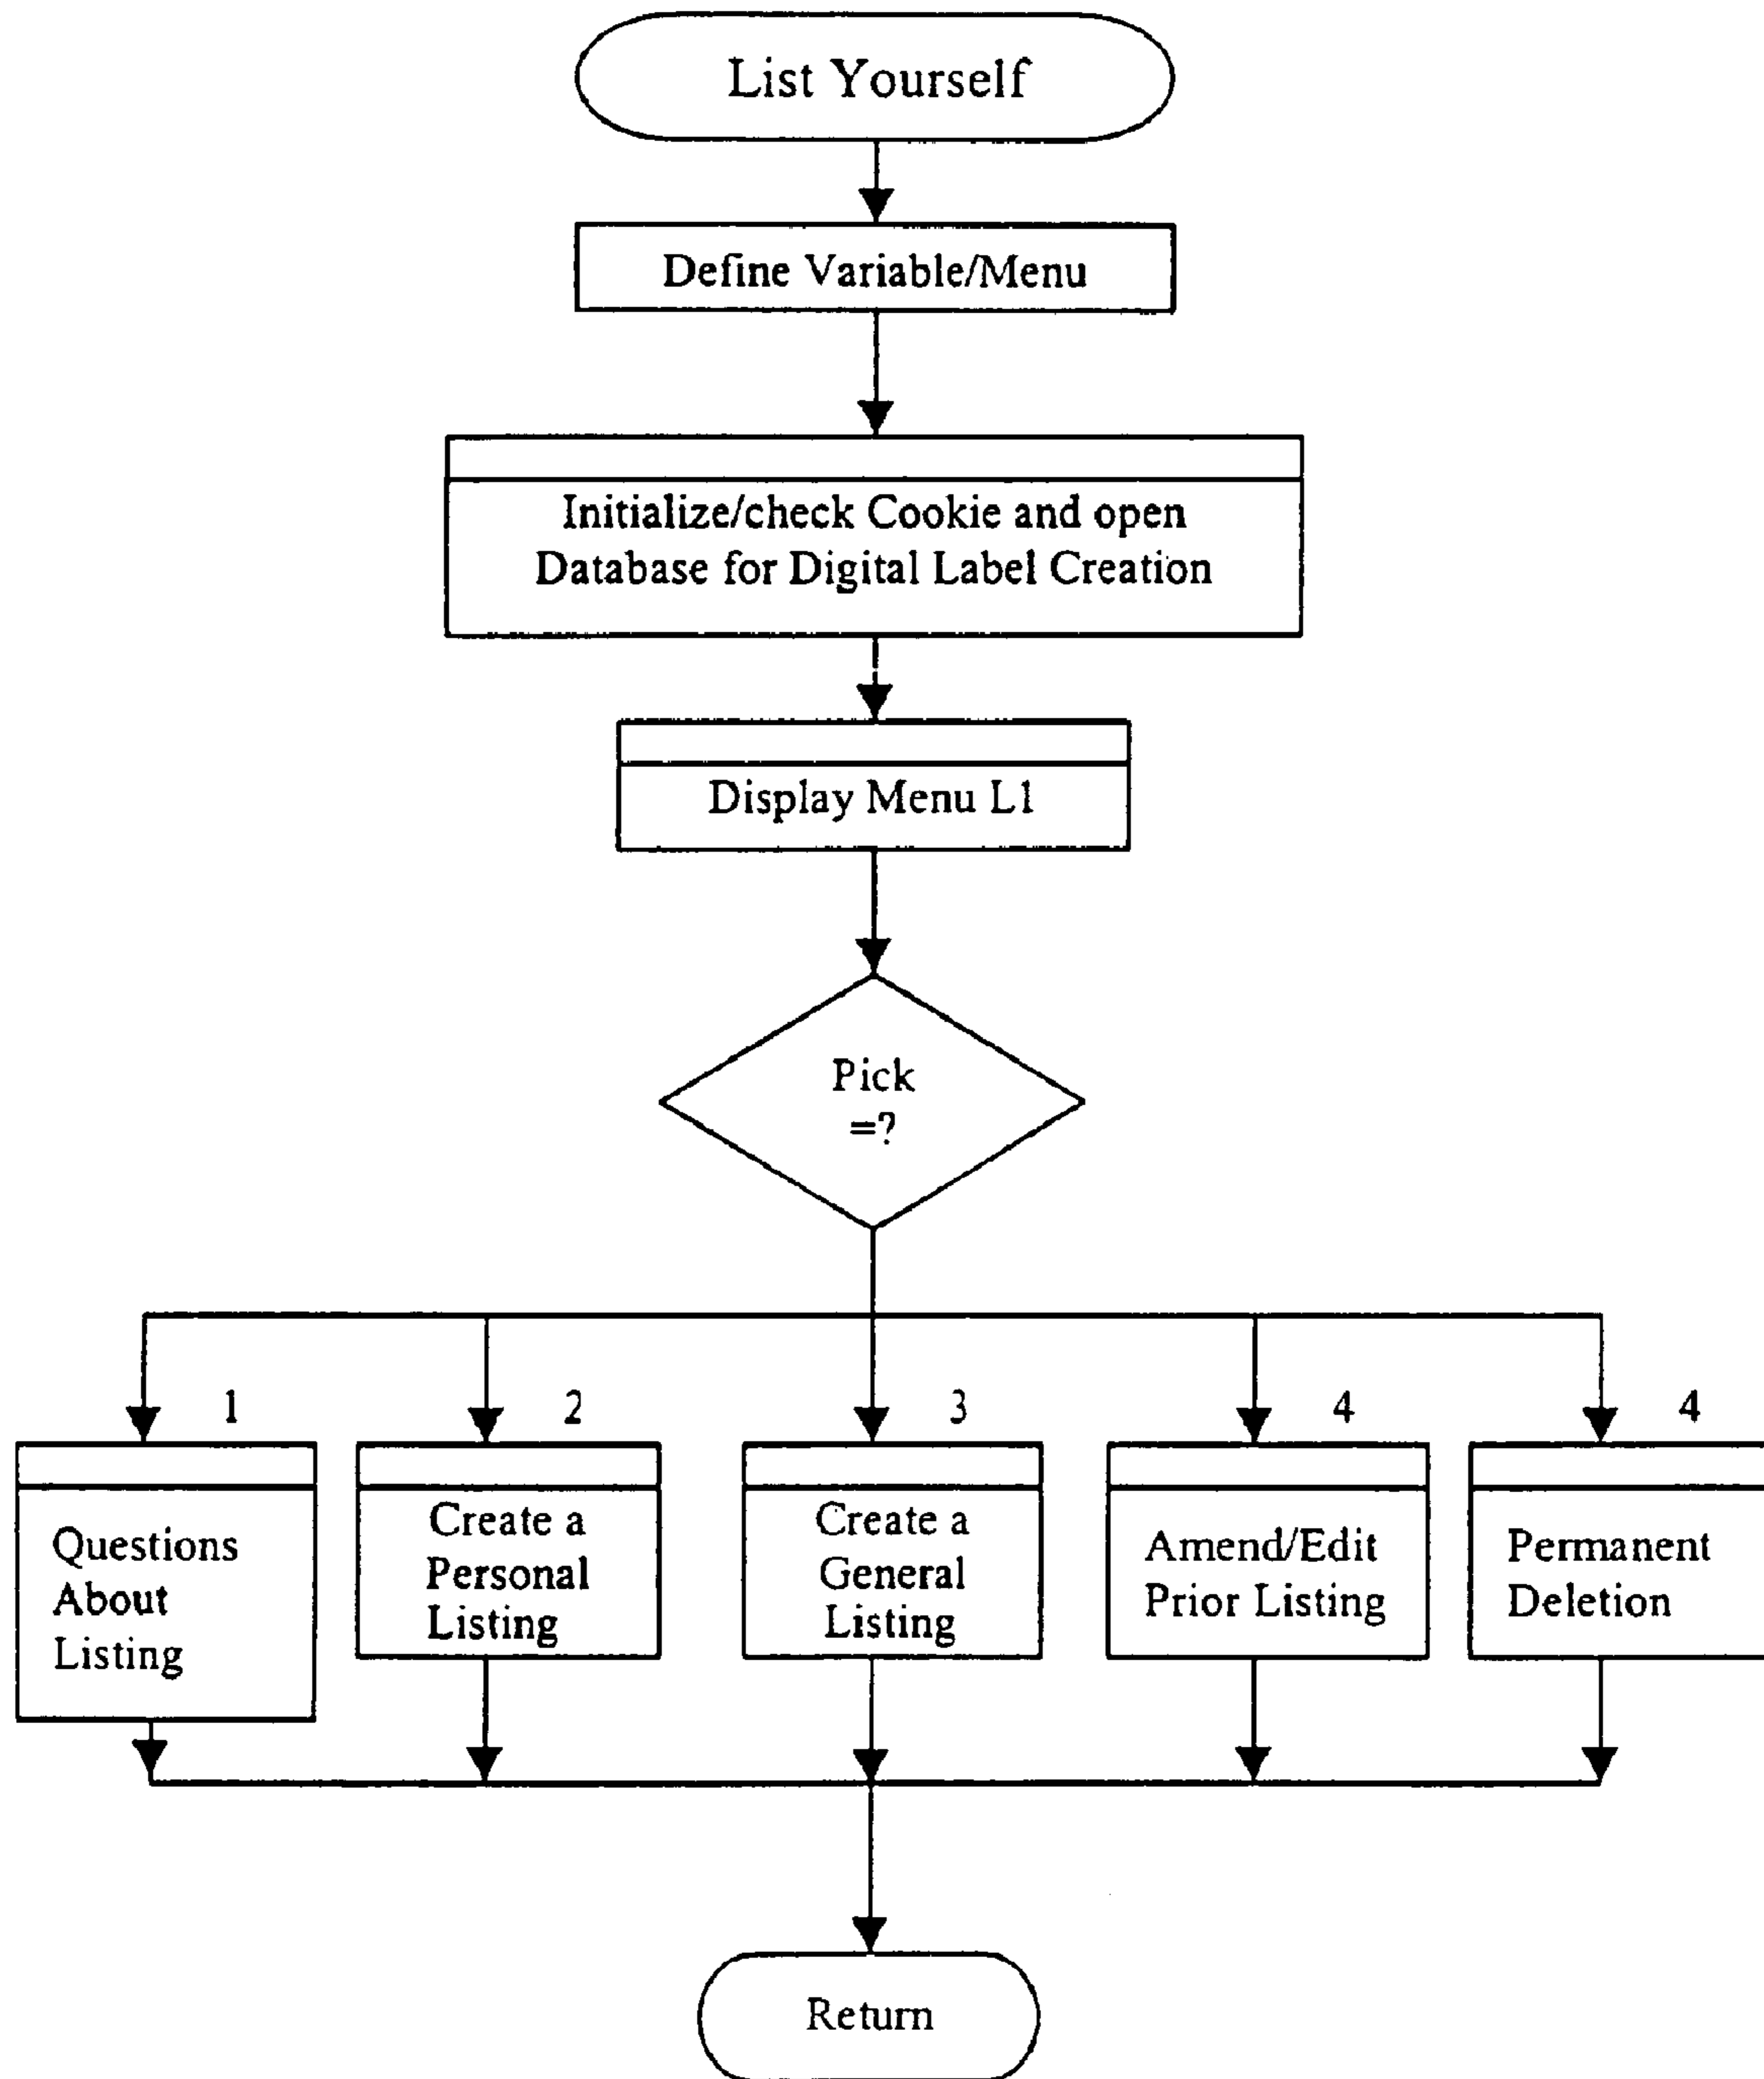 List Yourself
Define Variable/Menu
Initialize/check Cookie and open
Database for Digital Label Creation
Display Menu L1
Pick
=?
1
Questions
About
Listing
2
Create a
Personal
Listing
3
Create a
General
Listing
4
Amend/Edit
Prior Listing
4
Permanent
Deletion
Return